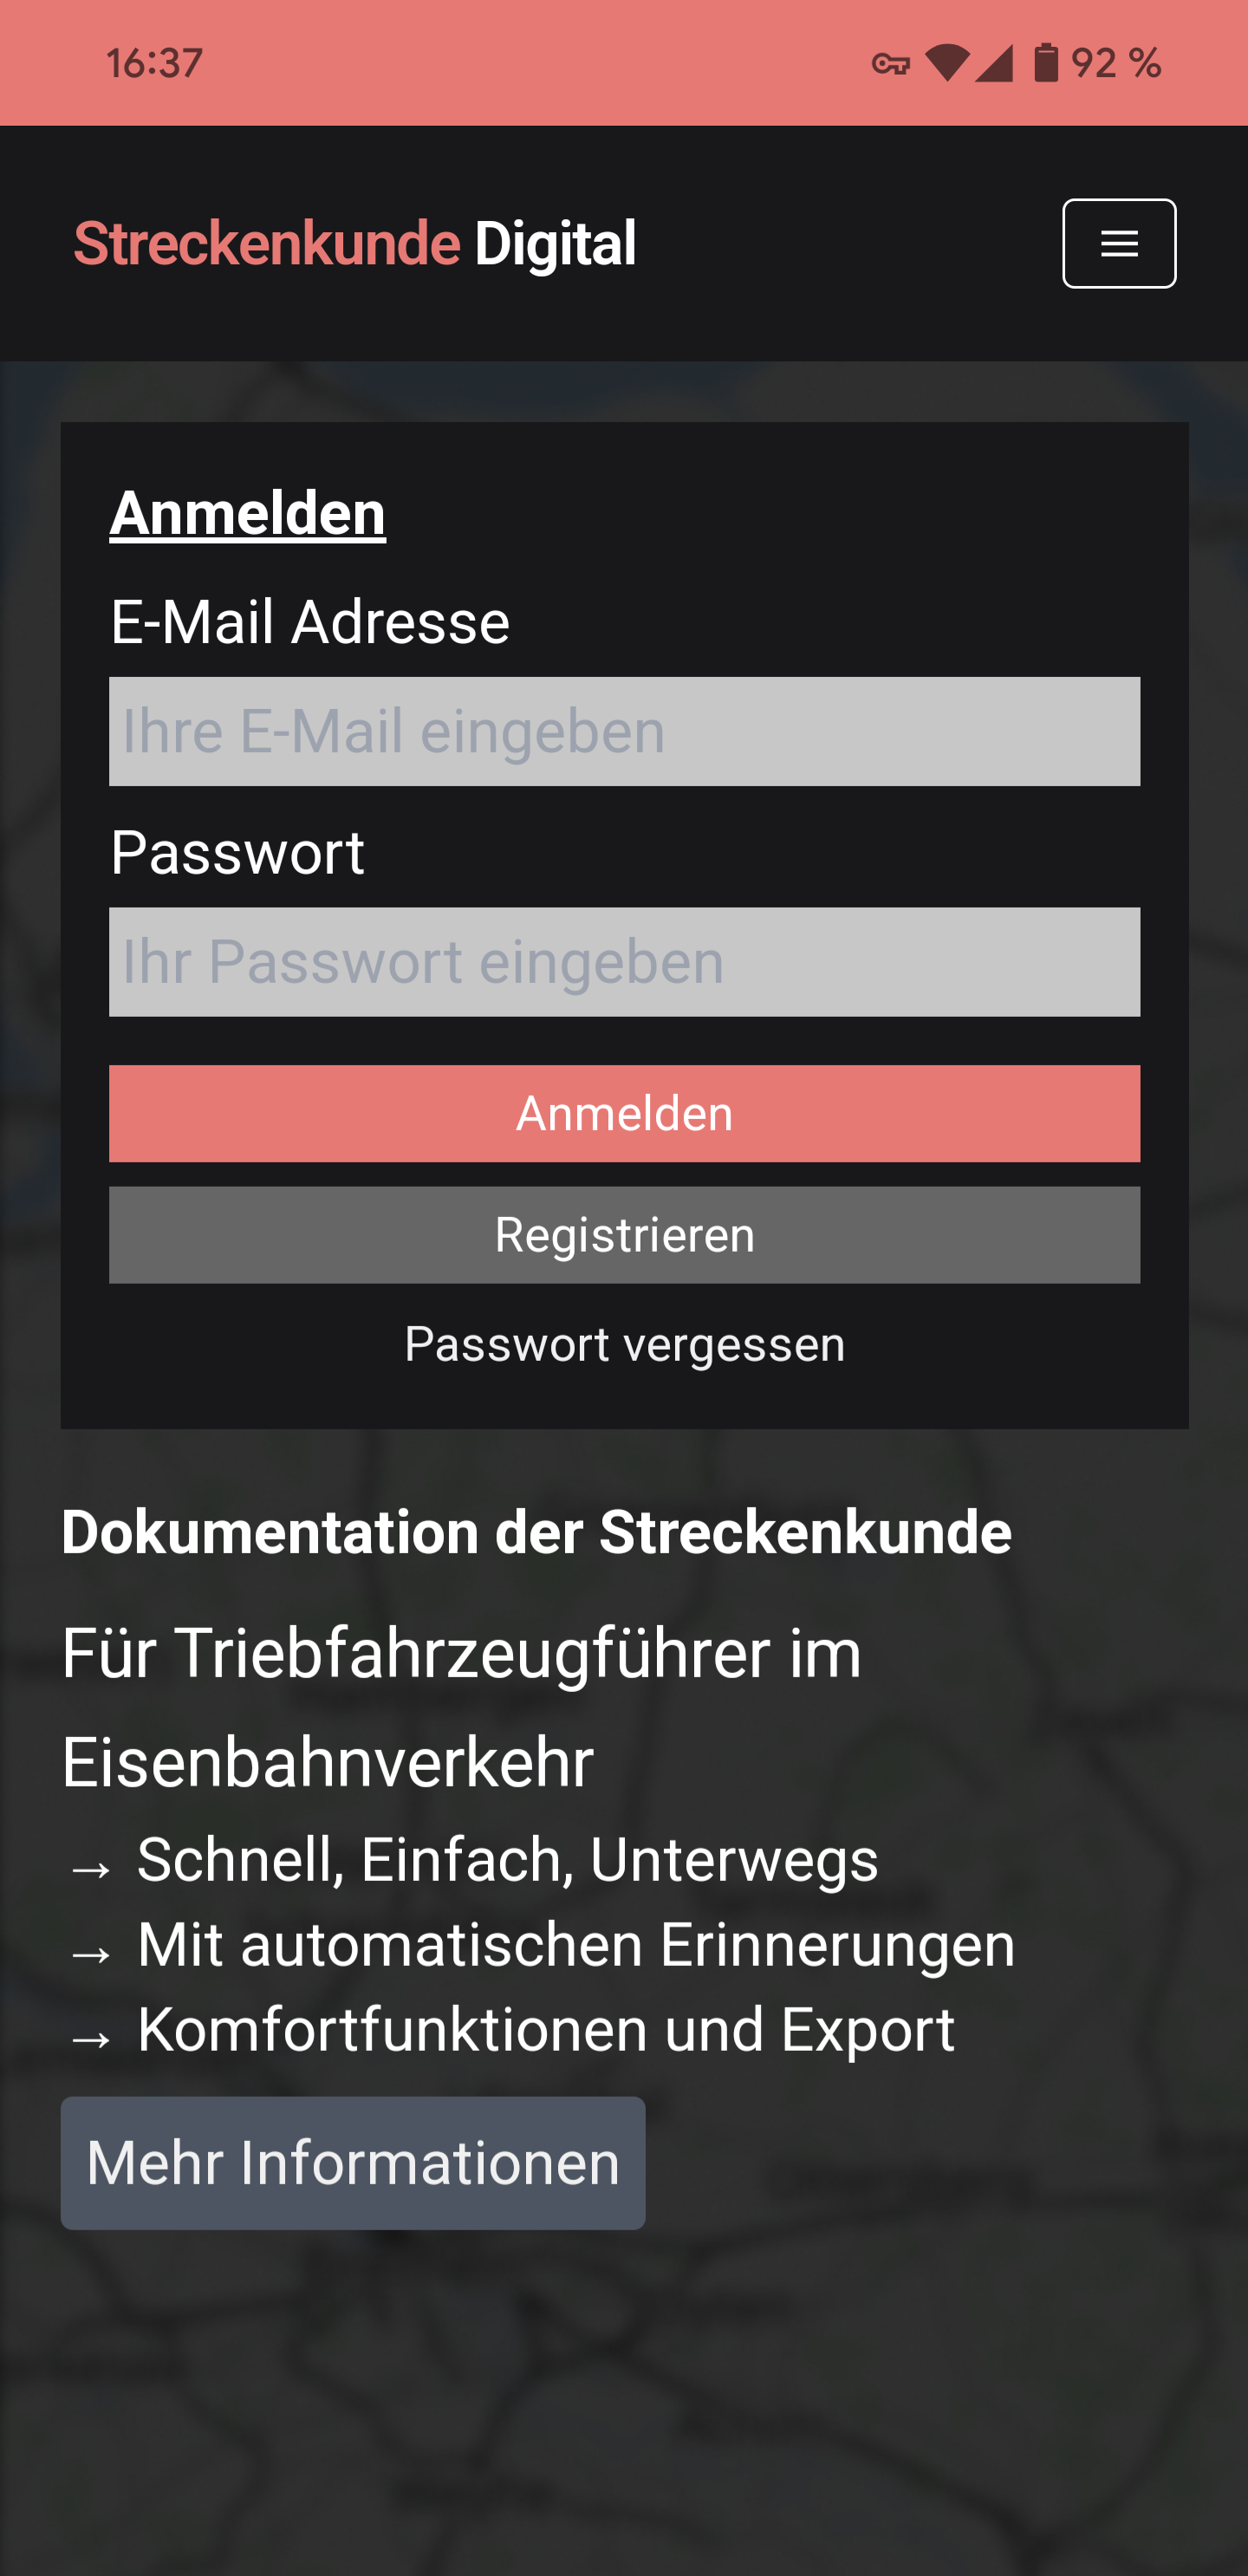 16:37
92 %
Streckenkunde Digital
Anmelden
E-Mail Adresse
Ihre E-Mail eingeben
Passwort
Ihr Passwort eingeben
Anmelden
Registrieren
Passwort vergessen
Dokumentation der Streckenkunde
Für Triebfahrzeugführer im
Eisenbahnverkehr
→ Schnell, Einfach, Unterwegs
→ Mit automatischen Erinnerungen
→ Komfortfunktionen und Export
Mehr Informationen